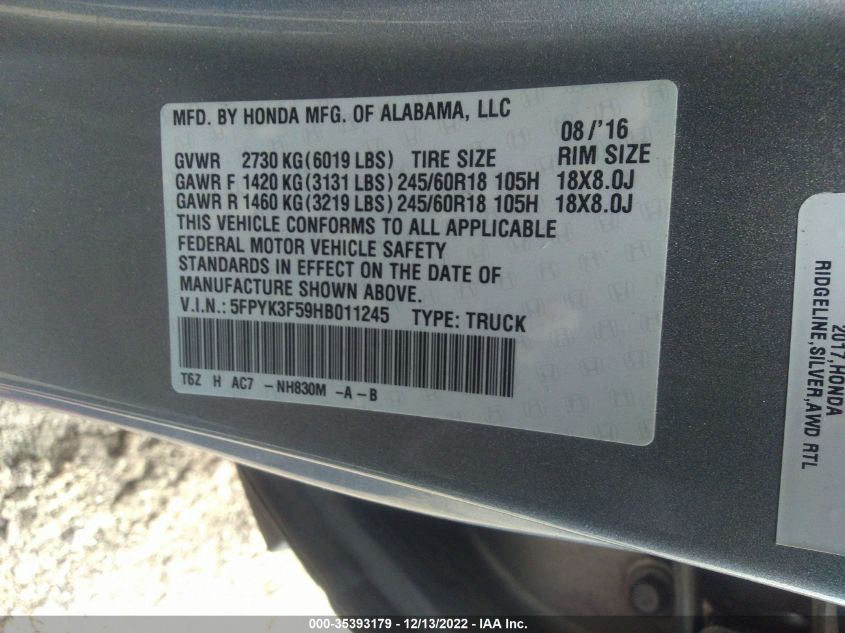 MFD. BY HONDA MFG. OF ALABAMA, LLC
08/'16
GVWR 2730 KG(6019 LBS) TIRE SIZE RIM SIZE
GAWR F 1420 KG(3131 LBS) 245/60R18 105H 18X8.0J
GAWR R 1460 KG(3219 LBS) 245/60R18 105H 18X8.0J
THIS VEHICLE CONFORMS TO ALL APPLICABLE
FEDERAL MOTOR VEHICLE SAFETY
STANDARDS IN EFFECT ON THE DATE OF
MANUFACTURE SHOWN ABOVE.
V.I.N.: 5FPYK3F59HB011245 TYPE: TRUCK
T6Z H AC7 -NH830M -A-B
2017,HONDA
RIDGELINE,SILVER,AWD RTL
000-35393179 - 12/13/2022 - IAA Inc.